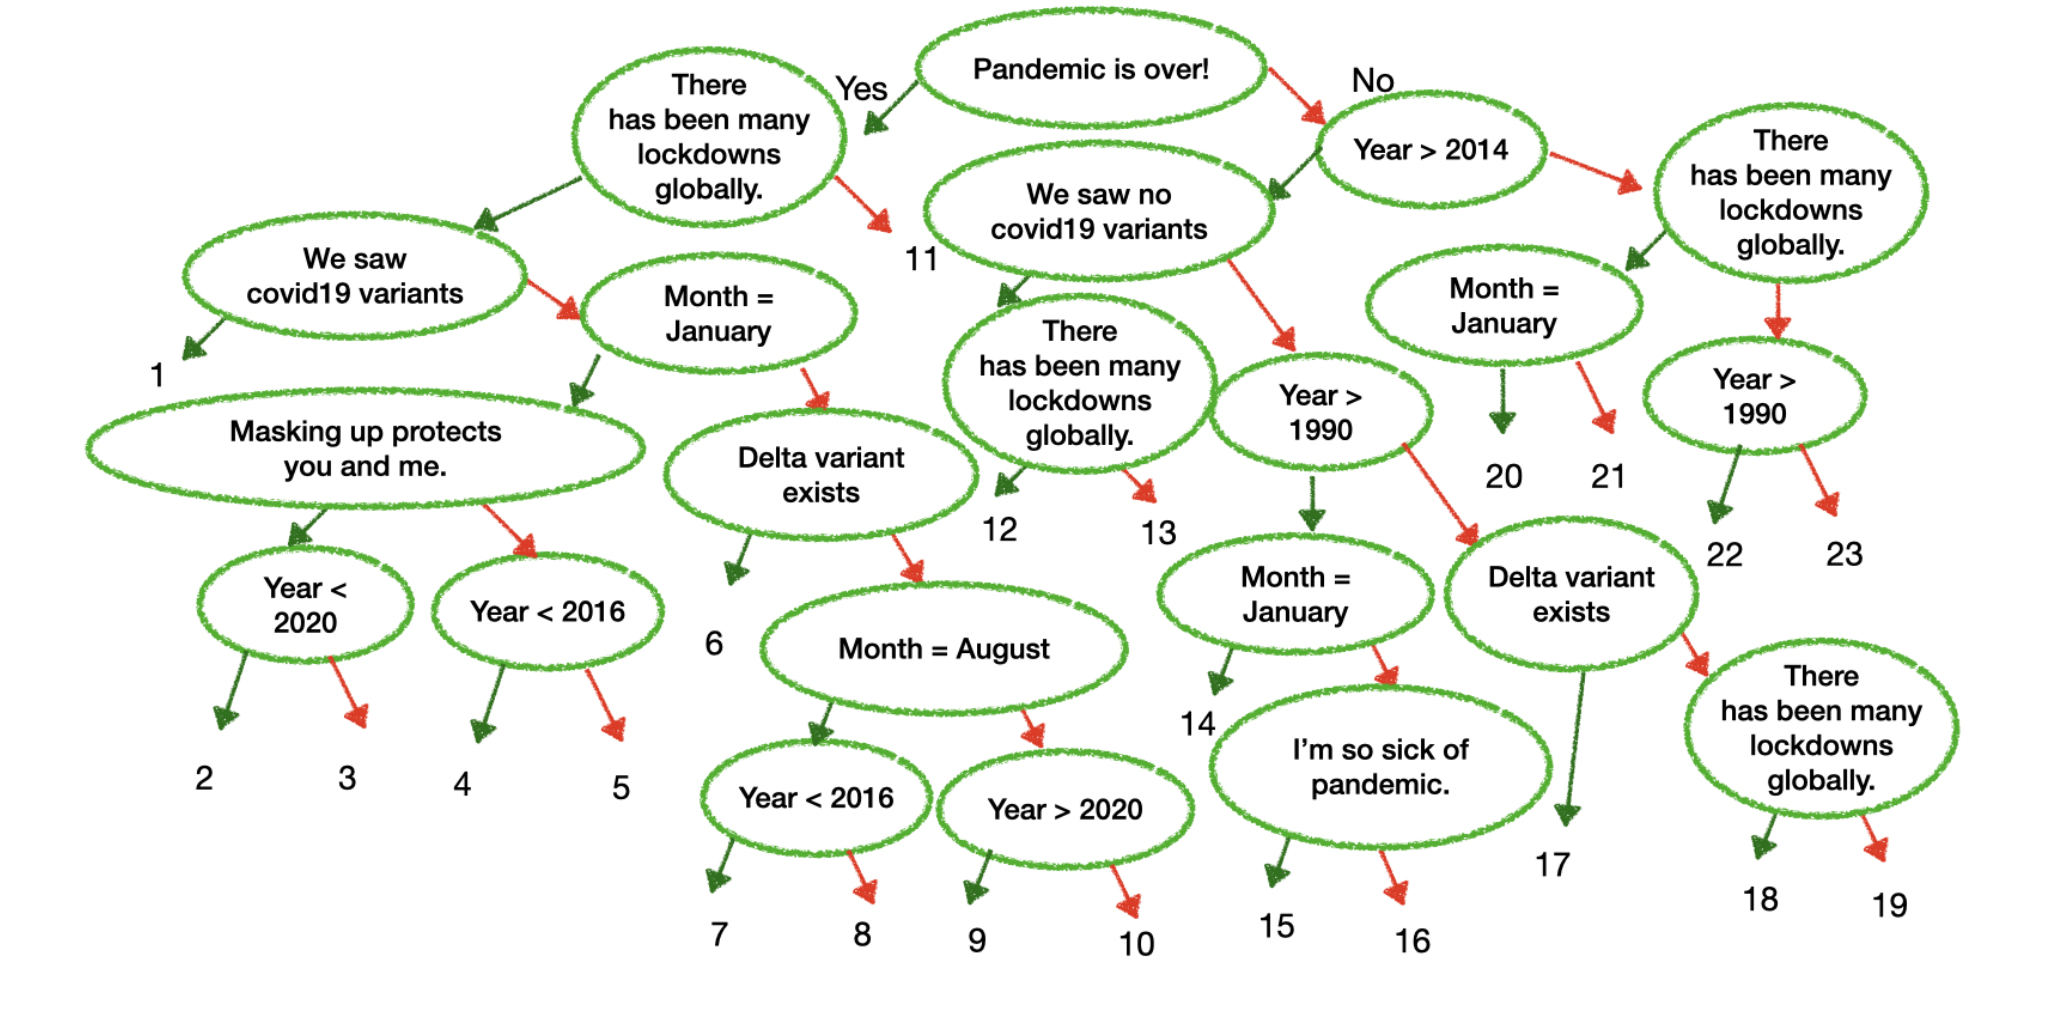 Pandemic is over!
Yes
No
There
has been many
lockdowns
globally.
Year > 2014
There
has been many
lockdowns
globally.
We saw no
covid19 variants
We saw
covid19 variants
11
Month =
January
Month =
January
There
has been many
lockdowns
globally.
Year >
1990
Year >
1990
1
Masking up protects
you and me.
Delta variant
exists
12
13
20
21
22
23
Year <
2020
Year < 2016
6
Month = August
Month =
January
Delta variant
exists
14
I'm so sick of
pandemic.
There
has been many
lockdowns
globally.
2
3
4
5
Year < 2016
Year > 2020
17
7
8
9
10
15
16
18
19